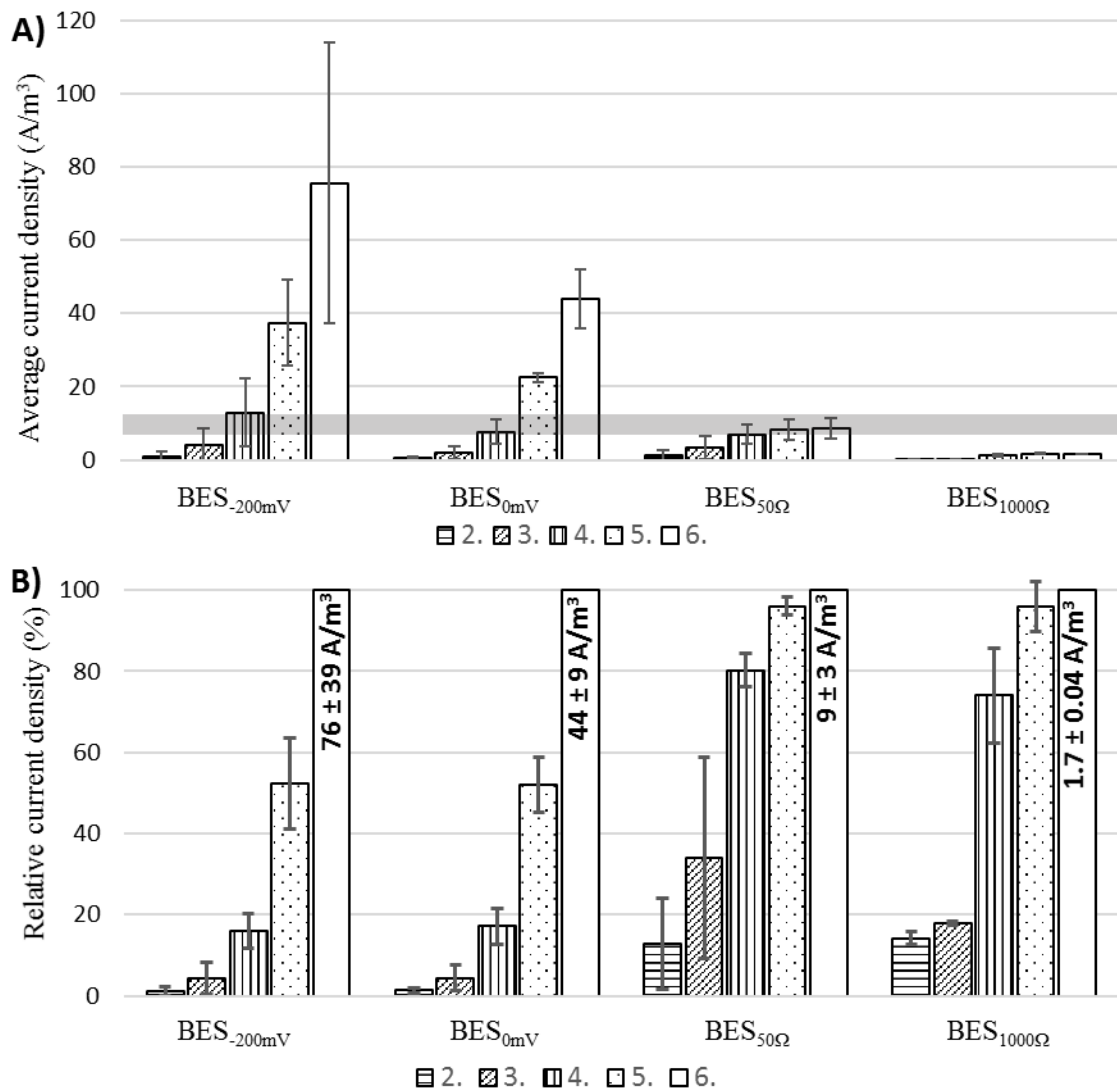 A)
Average current density (A/m³)
120
100
80
60
40
20
0
BES-200mV
BES0mV
BES50Ω
BES1000Ω
2. 3. 4. 5. 6.
B)
Relative current density (%)
100
80
60
40
20
0
76 ± 39 A/m³
44 ± 9 A/m³
9 ± 3 A/m³
1.7 ± 0.04 A/m³
BES-200mV
BES0mV
BES50Ω
BES1000Ω
2. 3. 4. 5. 6.